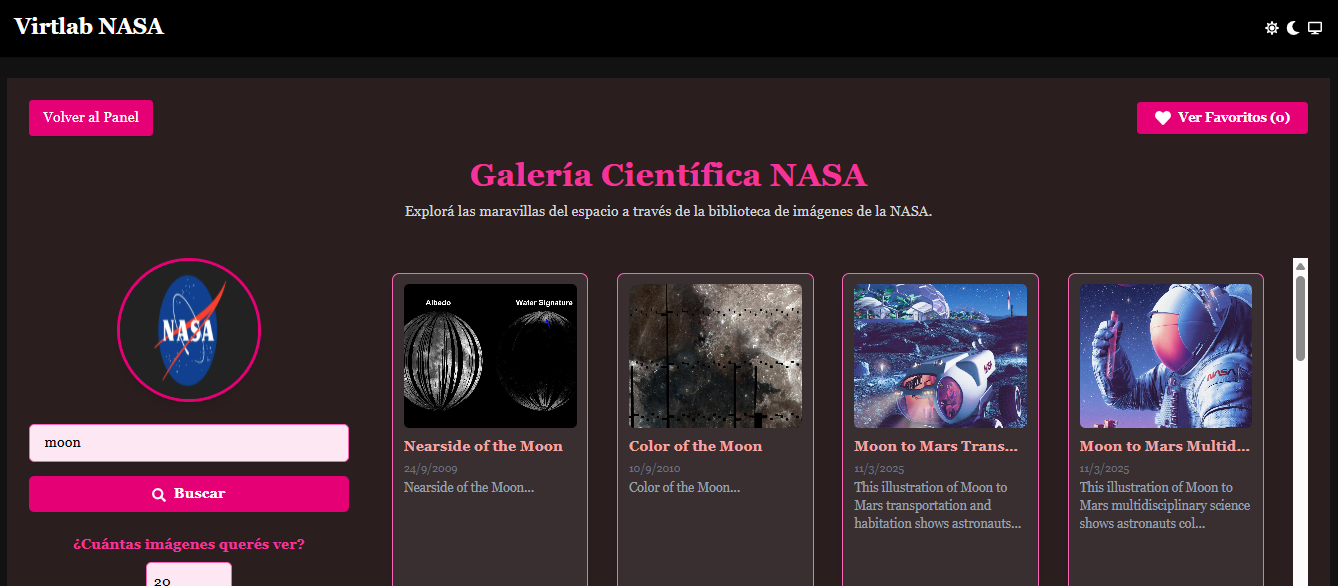 Virtlab NASA
Volver al Panel
Ver Favoritos (0)
Galería Científica NASA
Explorá las maravillas del espacio a través de la biblioteca de imágenes de la NASA.
NASA
moon
Buscar
¿Cuántas imágenes querés ver?
20
Albedo
Water Signature
Nearside of the Moon
24/9/2009
Nearside of the Moon...
Color of the Moon
10/9/2010
Color of the Moon...
Moon to Mars Trans...
11/3/2025
This illustration of Moon to
Mars transportation and
habitation shows astronauts...
NASA
Moon to Mars Multid...
11/3/2025
This illustration of Moon to
Mars multidisciplinary science
shows astronauts col...